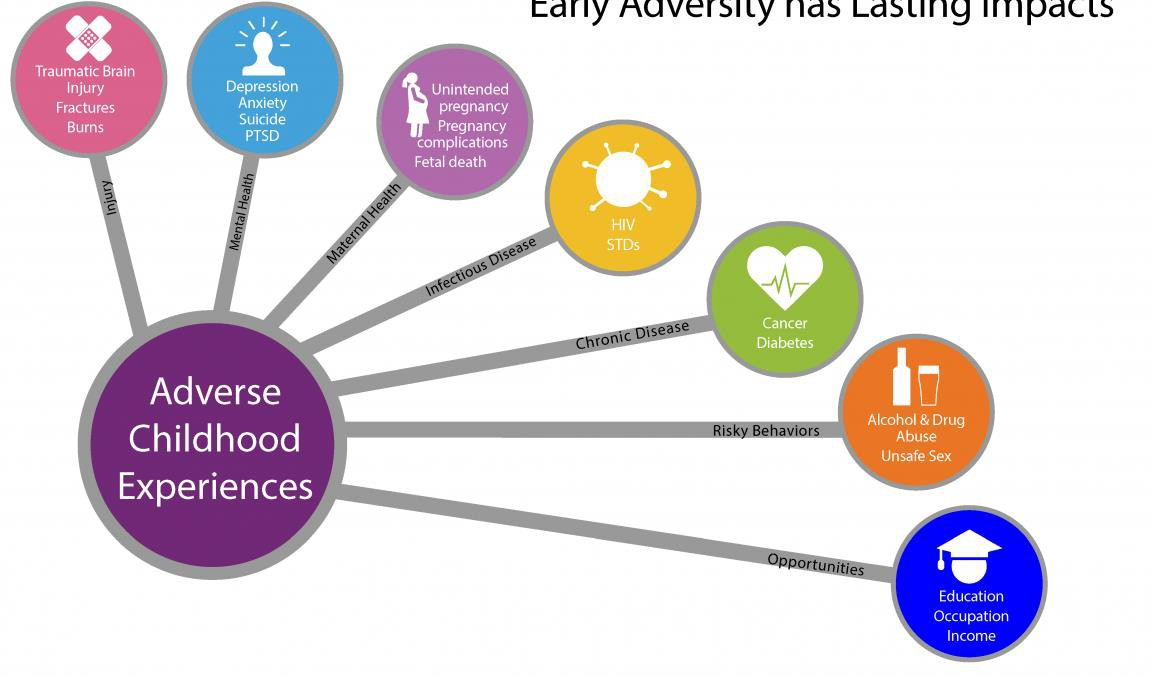 Early Adversity has Lasting Impacts
Traumatic Brain
Injury
Fractures
Burns
Depression
Anxiety
Suicide
PTSD
Unintended
pregnancy
Pregnancy
complications
Fetal death
HIV
STDs
Cancer
Diabetes
Alcohol & Drug
Abuse
Unsafe Sex
Education
Occupation
Income
Injury
Mental Health
Maternal Health
Infectious Disease
Chronic Disease
Risky Behaviors
Opportunities
Adverse
Childhood
Experiences